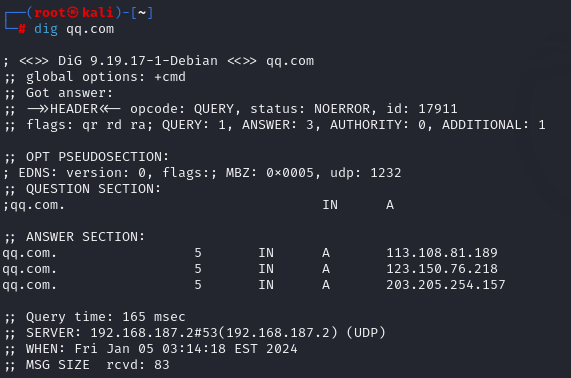 ┌──(root㉿kali)-[~]
└─# dig qq.com

; <<>> DiG 9.19.17-1-Debian <<>> qq.com
;; global options: +cmd
;; Got answer:
;; ->>HEADER<<- opcode: QUERY, status: NOERROR, id: 17911
;; flags: qr rd ra; QUERY: 1, ANSWER: 3, AUTHORITY: 0, ADDITIONAL: 1

;; OPT PSEUDOSECTION:
; EDNS: version: 0, flags:; MBZ: 0x0005, udp: 1232
;; QUESTION SECTION:
;qq.com. IN A

;; ANSWER SECTION:
qq.com. 5 IN A 113.108.81.189
qq.com. 5 IN A 123.150.76.218
qq.com. 5 IN A 203.205.254.157

;; Query time: 165 msec
;; SERVER: 192.168.187.2#53(192.168.187.2) (UDP)
;; WHEN: Fri Jan 05 03:14:18 EST 2024
;; MSG SIZE rcvd: 83